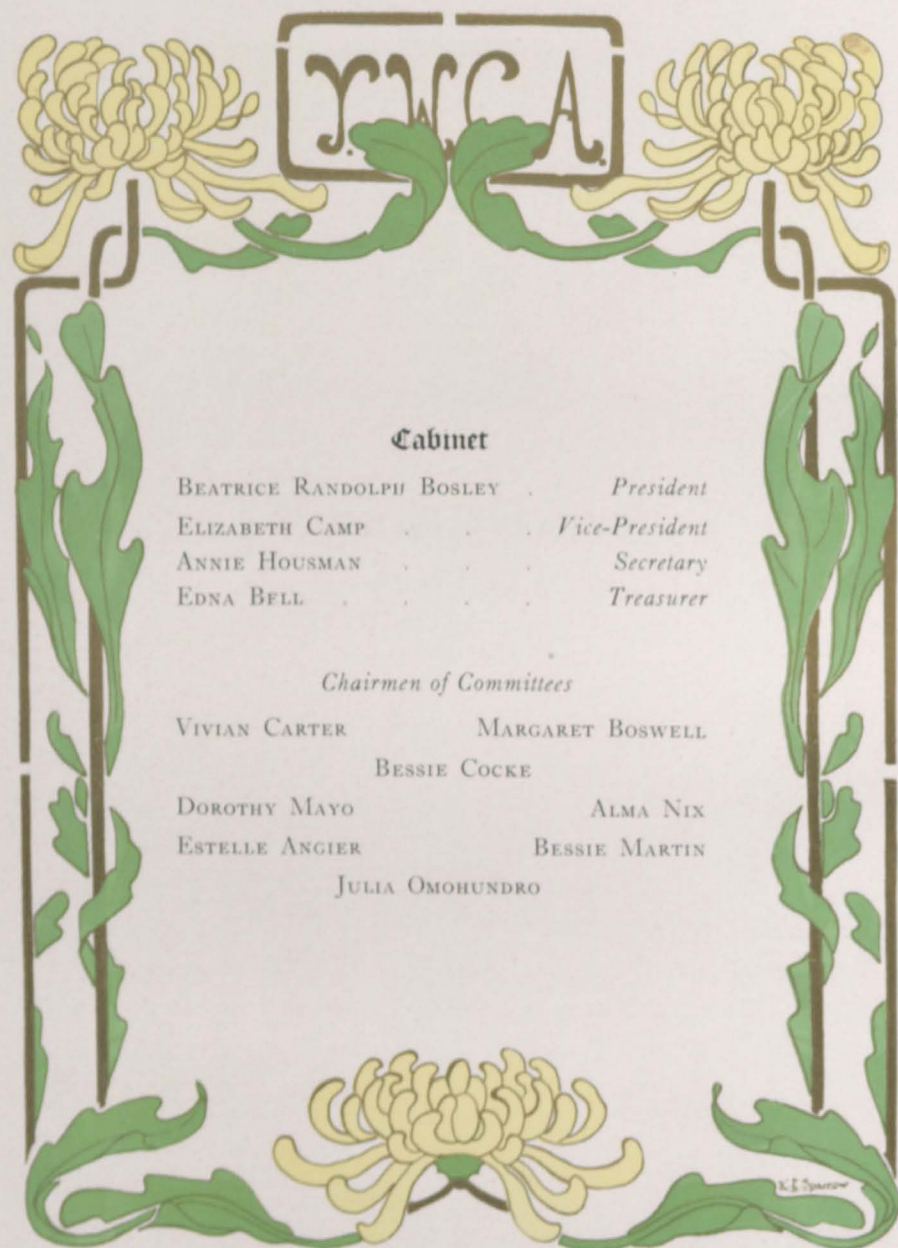 Y.W.C.A.
Cabinet
BEATRICE RANDOLPH BOSLEY . President
ELIZABETH CAMP . . . Vice-President
ANNIE HOUSMAN . . . Secretary
EDNA BELL . . . . Treasurer
Chairmen of Committees
VIVIAN CARTER MARGARET BOSWELL
BESSIE COCKE
DOROTHY MAYO ALMA NIX
ESTELLE ANGIER BESSIE MARTIN
JULIA OMOHUNDRO
K. E. Sparrow